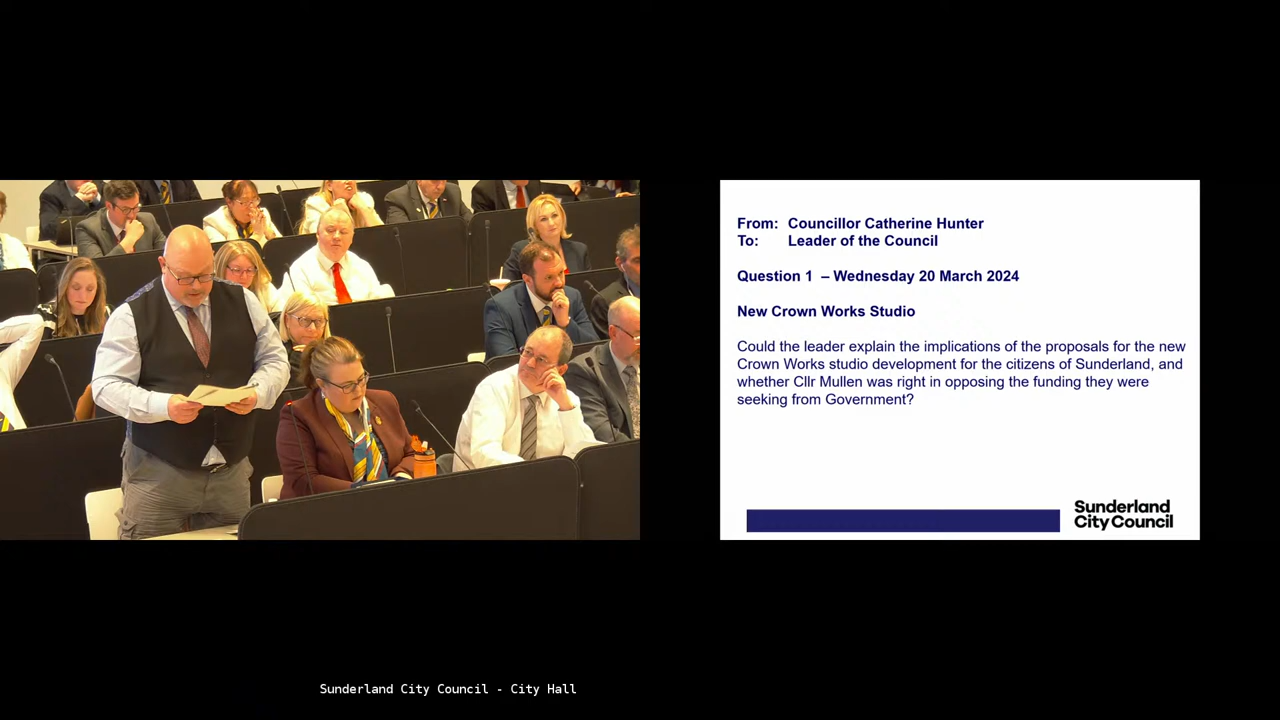 From: Councillor Catherine Hunter
To: Leader of the Council
Question 1 – Wednesday 20 March 2024
New Crown Works Studio
Could the leader explain the implications of the proposals for the new
Crown Works studio development for the citizens of Sunderland, and
whether Cllr Mullen was right in opposing the funding they were
seeking from Government?
Sunderland
City Council
Sunderland City Council - City Hall